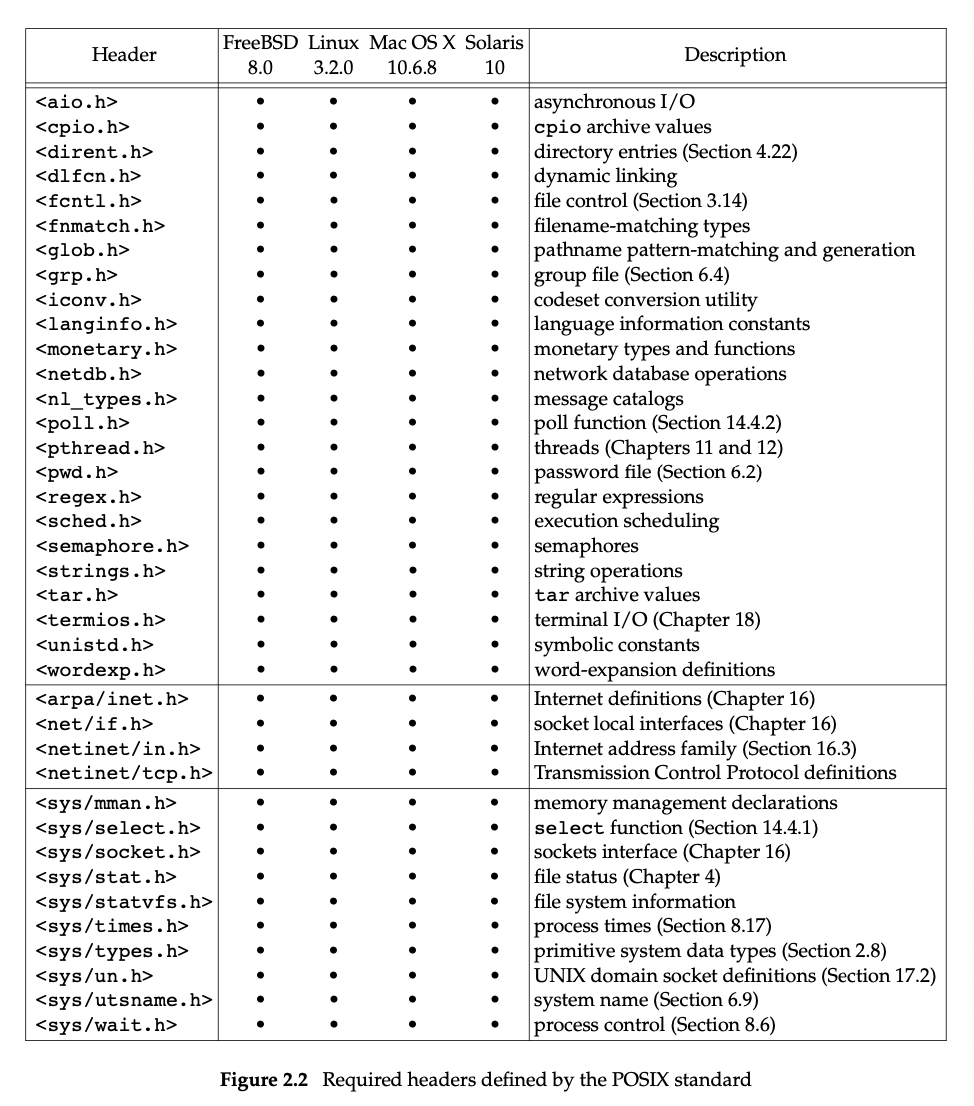 Header FreeBSD Linux Mac OS X Solaris Description
8.0 3.2.0 10.6.8 10
<aio.h> • • • • asynchronous I/O
<cpio.h> • • • • cpio archive values
<dirent.h> • • • • directory entries (Section 4.22)
<dlfcn.h> • • • • dynamic linking
<fcntl.h> • • • • file control (Section 3.14)
<fnmatch.h> • • • • filename-matching types
<glob.h> • • • • pathname pattern-matching and generation
<grp.h> • • • • group file (Section 6.4)
<iconv.h> • • • • codeset conversion utility
<langinfo.h> • • • • language information constants
<monetary.h> • • • • monetary types and functions
<netdb.h> • • • • network database operations
<nl_types.h> • • • • message catalogs
<poll.h> • • • • poll function (Section 14.4.2)
<pthread.h> • • • • threads (Chapters 11 and 12)
<pwd.h> • • • • password file (Section 6.2)
<regex.h> • • • • regular expressions
<sched.h> • • • • execution scheduling
<semaphore.h> • • • • semaphores
<strings.h> • • • • string operations
<tar.h> • • • • tar archive values
<termios.h> • • • • terminal I/O (Chapter 18)
<unistd.h> • • • • symbolic constants
<wordexp.h> • • • • word-expansion definitions
<arpa/inet.h> • • • • Internet definitions (Chapter 16)
<net/if.h> • • • • socket local interfaces (Chapter 16)
<netinet/in.h> • • • • Internet address family (Section 16.3)
<netinet/tcp.h> • • • • Transmission Control Protocol definitions
<sys/mman.h> • • • • memory management declarations
<sys/select.h> • • • • select function (Section 14.4.1)
<sys/socket.h> • • • • sockets interface (Chapter 16)
<sys/stat.h> • • • • file status (Chapter 4)
<sys/statvfs.h> • • • • file system information
<sys/times.h> • • • • process times (Section 8.17)
<sys/types.h> • • • • primitive system data types (Section 2.8)
<sys/un.h> • • • • UNIX domain socket definitions (Section 17.2)
<sys/utsname.h> • • • • system name (Section 6.9)
<sys/wait.h> • • • • process control (Section 8.6)
Figure 2.2 Required headers defined by the POSIX standard